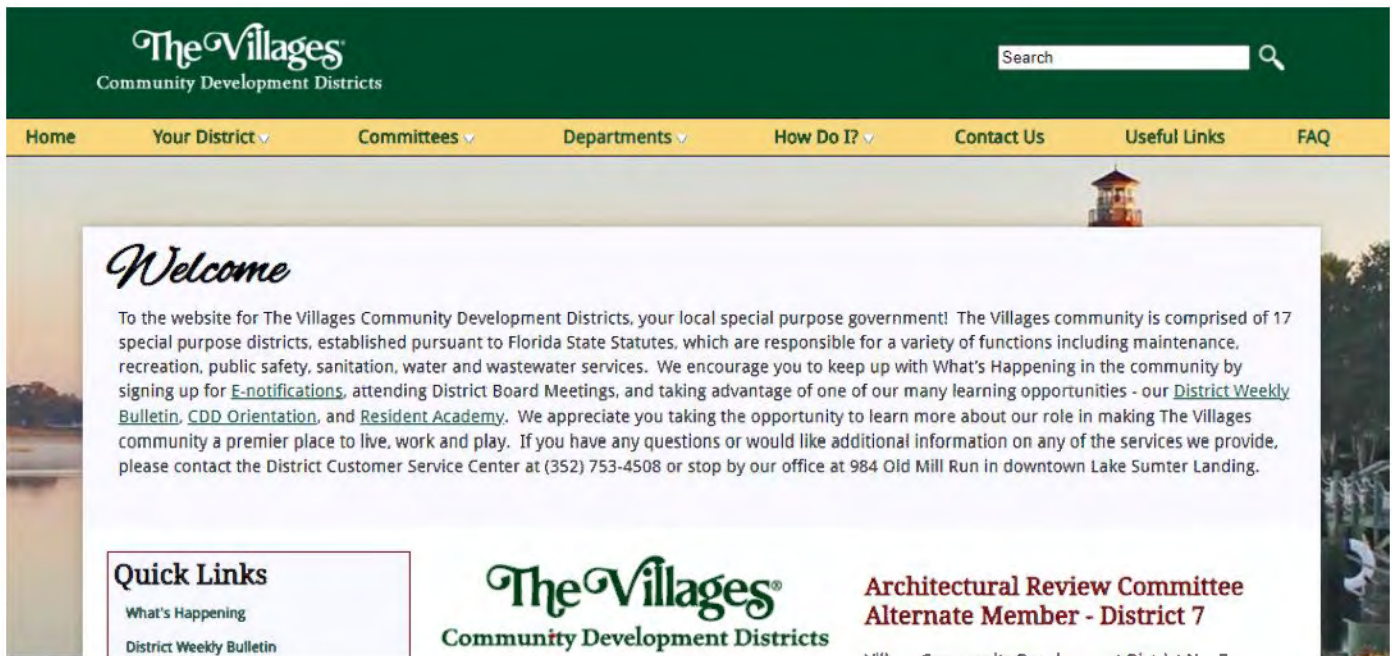 The Villages
Community Development Districts
Search
Home Your District Committees Departments How Do I? Contact Us Useful Links FAQ
Welcome
To the website for The Villages Community Development Districts, your local special purpose government! The Villages community is comprised of 17
special purpose districts, established pursuant to Florida State Statutes, which are responsible for a variety of functions including maintenance,
recreation, public safety, sanitation, water and wastewater services. We encourage you to keep up with What's Happening in the community by
signing up for E-notifications, attending District Board Meetings, and taking advantage of one of our many learning opportunities - our District Weekly
Bulletin, CDD Orientation, and Resident Academy. We appreciate you taking the opportunity to learn more about our role in making The Villages
community a premier place to live, work and play. If you have any questions or would like additional information on any of the services we provide,
please contact the District Customer Service Center at (352) 753-4508 or stop by our office at 984 Old Mill Run in downtown Lake Sumter Landing.
Quick Links
What's Happening
District Weekly Bulletin
The Villages®
Community Development Districts
Architectural Review Committee
Alternate Member - District 7